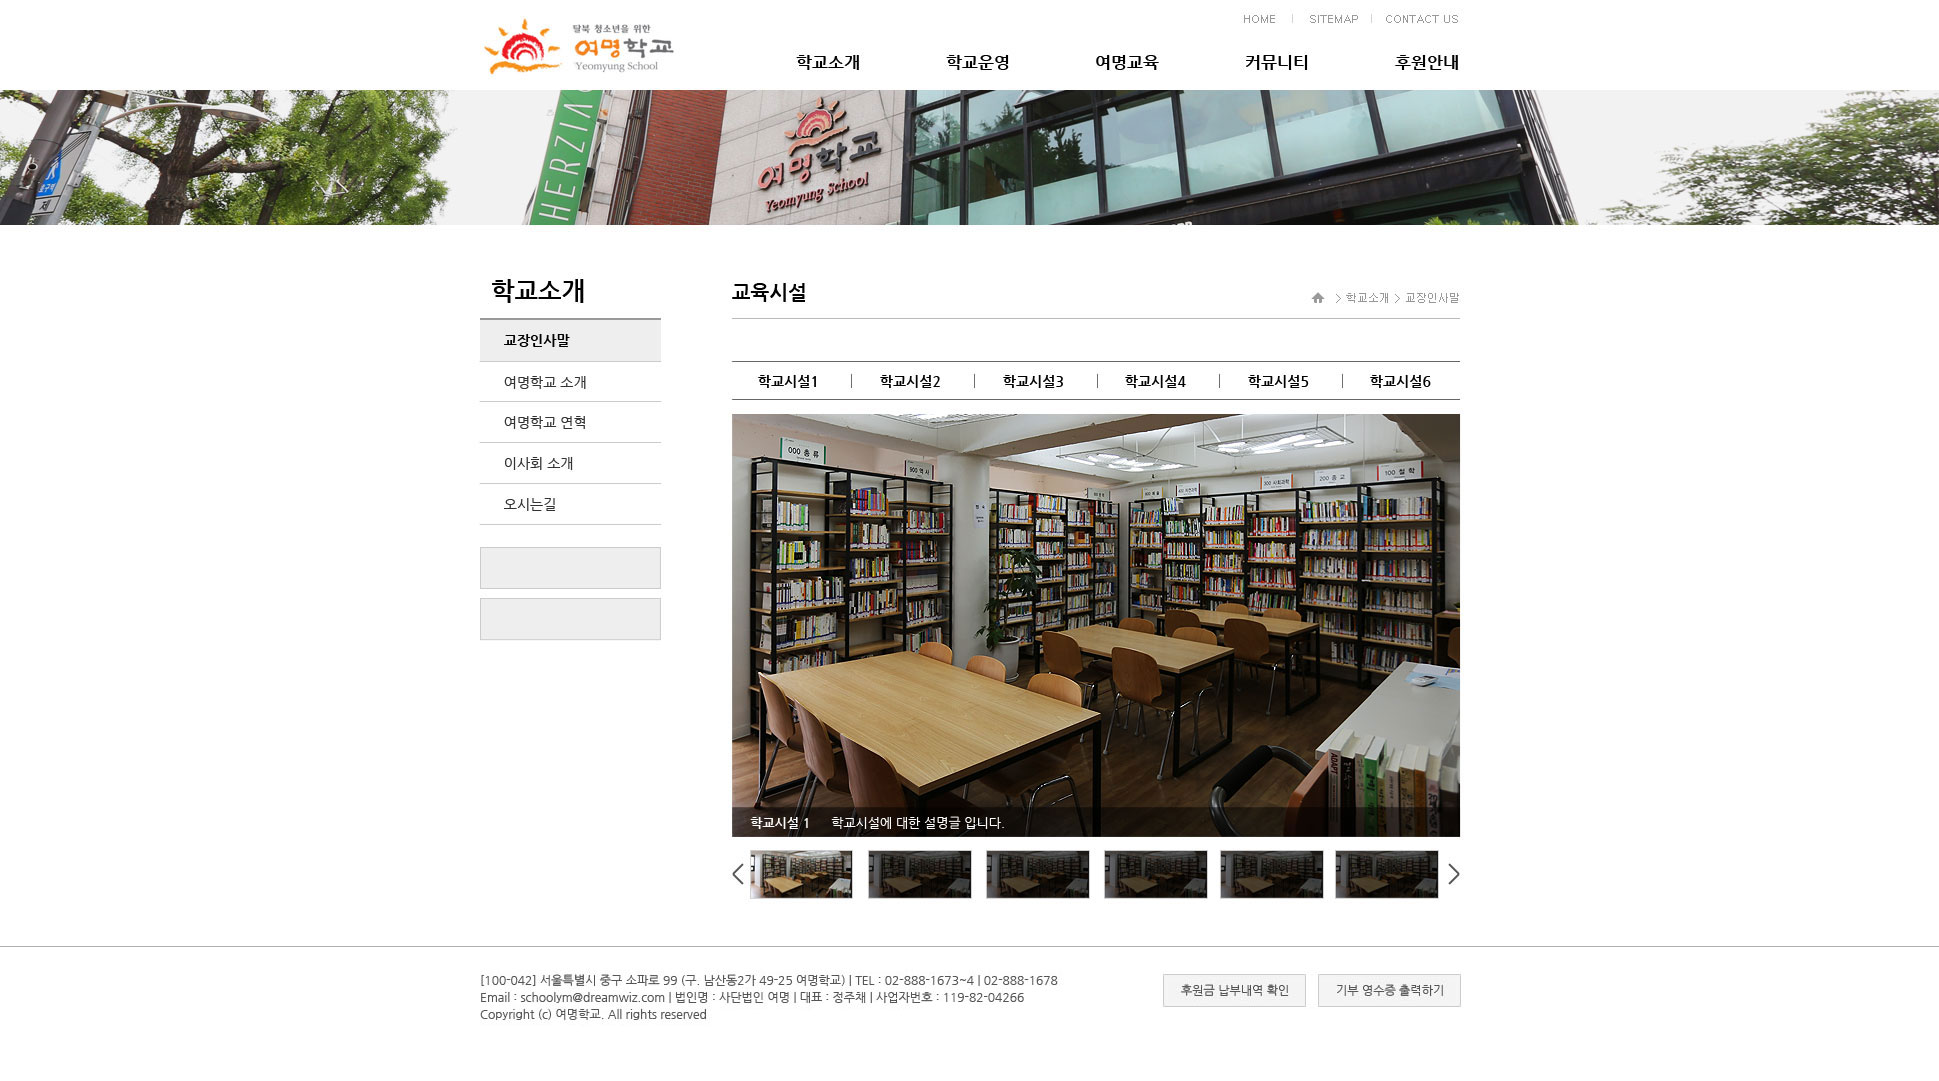 탈북 청소년을 위한
여명학교
Yeomyung School
HOME | SITEMAP | CONTACT US
학교소개 학교운영 여명교육 커뮤니티 후원안내
HERZIA
여명학교
Yeomyung School
학교소개
교장인사말
여명학교 소개
여명학교 연혁
이사회 소개
오시는길
교육시설
> 학교소개 > 교장인사말
학교시설1 | 학교시설2 | 학교시설3 | 학교시설4 | 학교시설5 | 학교시설6
000 총 류
900 역 사
300 사회과학
200 종 교
100 철 학
ADAPT
학교시설 1 학교시설에 대한 설명글 입니다.
[100-042] 서울특별시 중구 소파로 99 (구. 남산동2가 49-25 여명학교) | TEL : 02-888-1673~4 | 02-888-1678
Email : schoolym@dreamwiz.com | 법인명 : 사단법인 여명 | 대표 : 정주채 | 사업자번호 : 119-82-04266
Copyright (c) 여명학교. All rights reserved
후원금 납부내역 확인
기부 영수증 출력하기